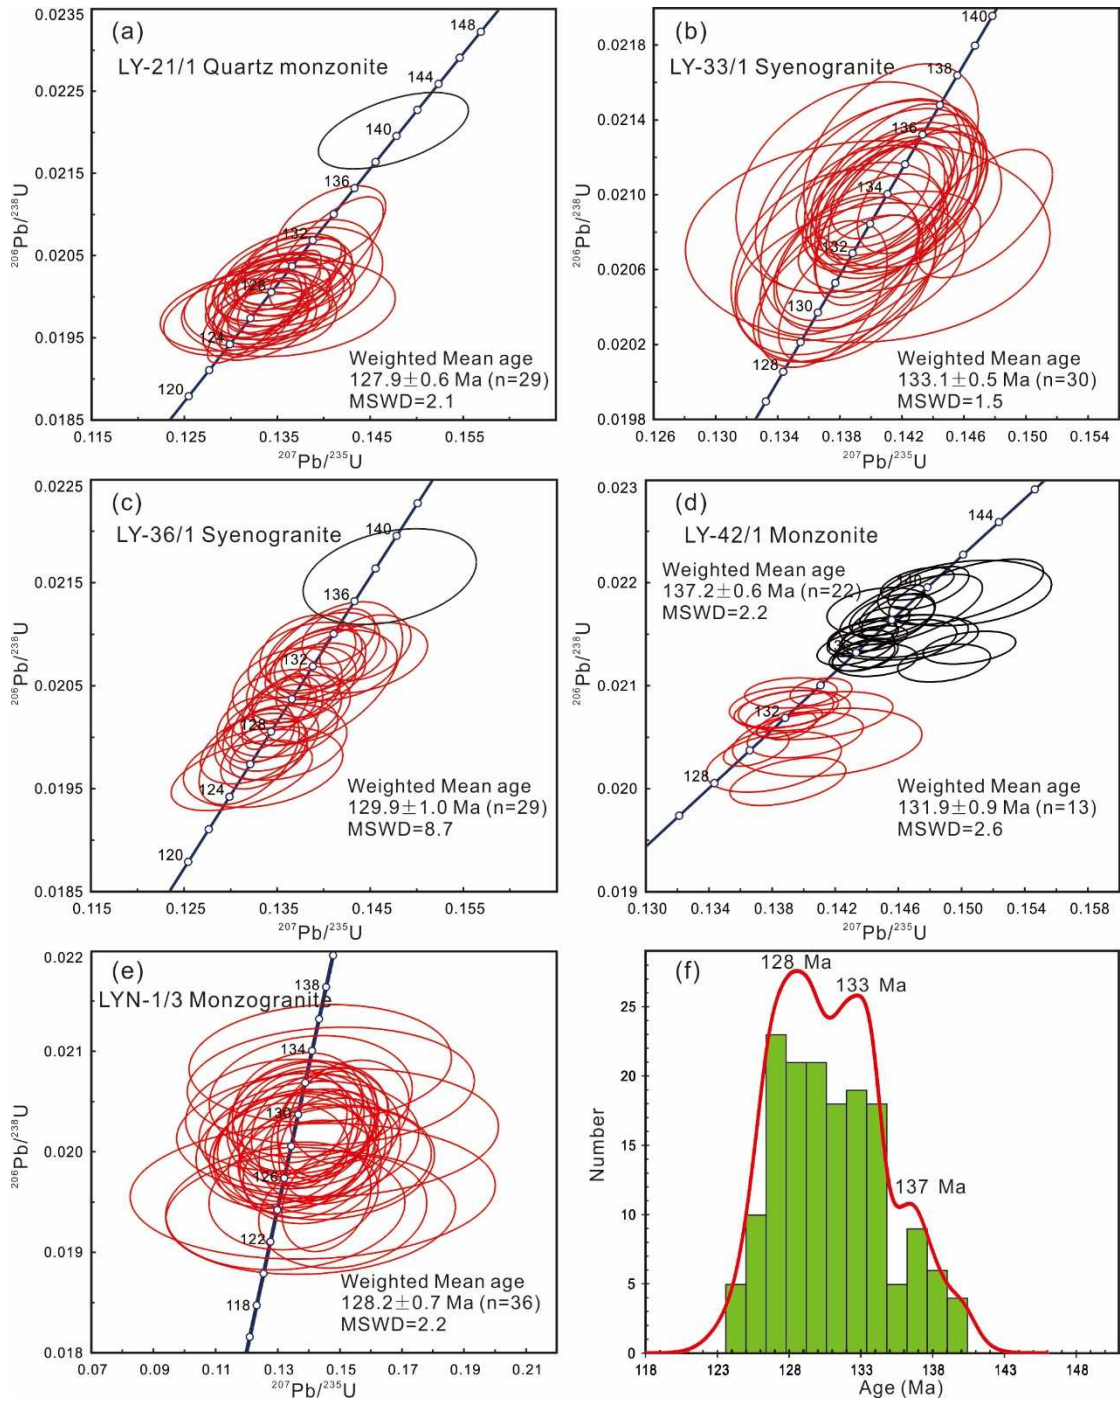 (a)
LY-21/1 Quartz monzonite
0.0235
0.0225
0.0215
0.0205
0.0195
0.0185
206Pb/238U
148
144
140
136
132
128
124
120
Weighted Mean age
127.9±0.6 Ma (n=29)
MSWD=2.1
0.115 0.125 0.135 0.145 0.155
207Pb/235U
(b)
LY-33/1 Syenogranite
0.0218
0.0214
0.0210
0.0206
0.0202
0.0198
206Pb/238U
140
138
136
134
132
130
128
Weighted Mean age
133.1±0.5 Ma (n=30)
MSWD=1.5
0.126 0.130 0.134 0.138 0.142 0.146 0.150 0.154
207Pb/235U
(c)
LY-36/1 Syenogranite
0.0225
0.0215
0.0205
0.0195
0.0185
206Pb/238U
140
136
132
128
124
120
Weighted Mean age
129.9±1.0 Ma (n=29)
MSWD=8.7
0.115 0.125 0.135 0.145 0.155
207Pb/235U
(d)
LY-42/1 Monzonite
0.023
0.022
0.021
0.020
0.019
206Pb/238U
144
140
132
128
Weighted Mean age
137.2±0.6 Ma (n=22)
MSWD=2.2
Weighted Mean age
131.9±0.9 Ma (n=13)
MSWD=2.6
0.130 0.134 0.138 0.142 0.146 0.150 0.154 0.158
207Pb/235U
(e)
LYN-1/3 Monzogranite
0.022
0.021
0.020
0.019
0.018
206Pb/238U
138
134
130
126
122
118
Weighted Mean age
128.2±0.7 Ma (n=36)
MSWD=2.2
0.07 0.09 0.11 0.13 0.15 0.17 0.19 0.21
207Pb/235U
(f)
128 Ma
133 Ma
137 Ma
25
20
15
10
5
0
Number
118 123 128 133 138 143 148
Age (Ma)